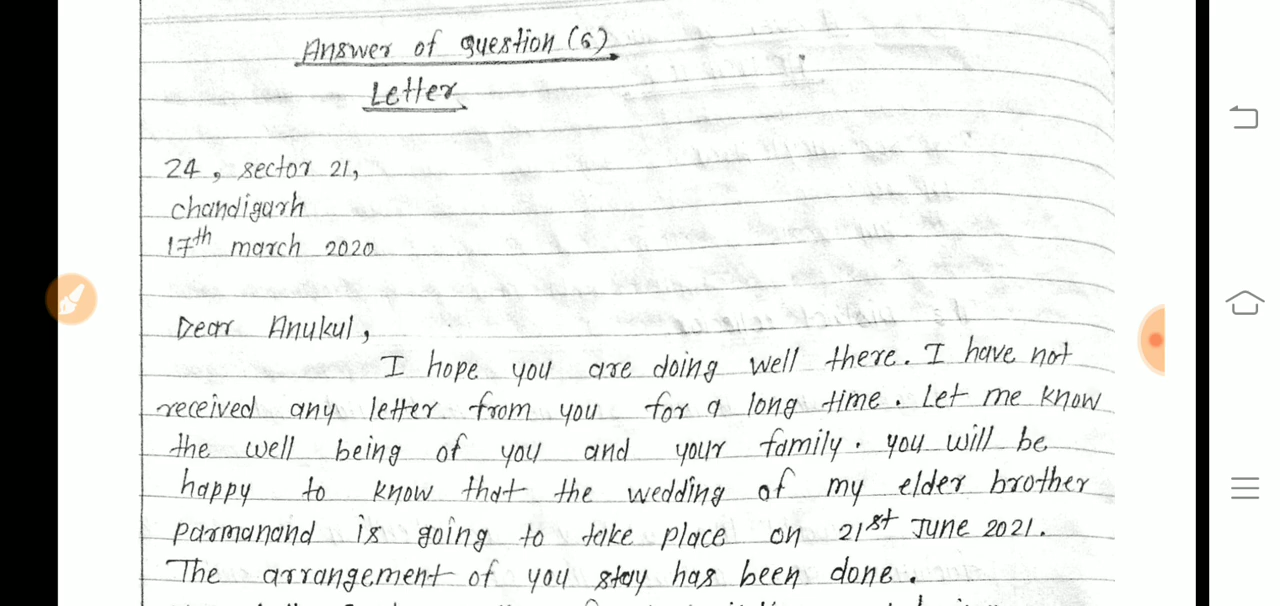 Answer of question (6)
Letter
24, sector 21,
chandigarh
17th march 2020
Dear Anukul,
I hope you are doing well there. I have not
received any letter from you for a long time. Let me know
the well being of you and your family. you will be
happy to know that the wedding of my elder brother
parmanand is going to take place on 21st June 2021.
The arrangement of you stay has been done.